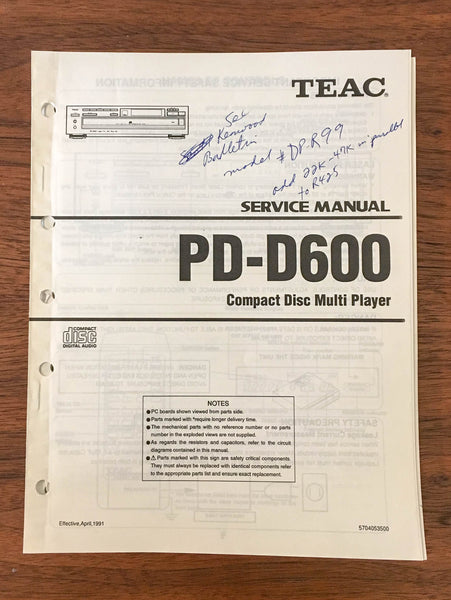 TEAC®
See
Kenwood
Bulletin
model #DP-R99
add 22K-47K in parallel
to R425
SERVICE MANUAL
PD-D600
Compact Disc Multi Player
COMPACT
disc
DIGITAL AUDIO
NOTES
●PC boards shown viewed from parts side.
●Parts marked with *require longer delivery time.
●The mechanical parts with no reference number or no parts
number in the exploded views are not supplied.
●As regards the resistors and capacitors, refer to the circuit
diagrams contained in this manual.
●⚠ Parts marked with this sign are safety critical components.
They must always be replaced with identical components refer
to the appropriate parts list and ensure exact replacement.
Effective,April,1991
5704053500